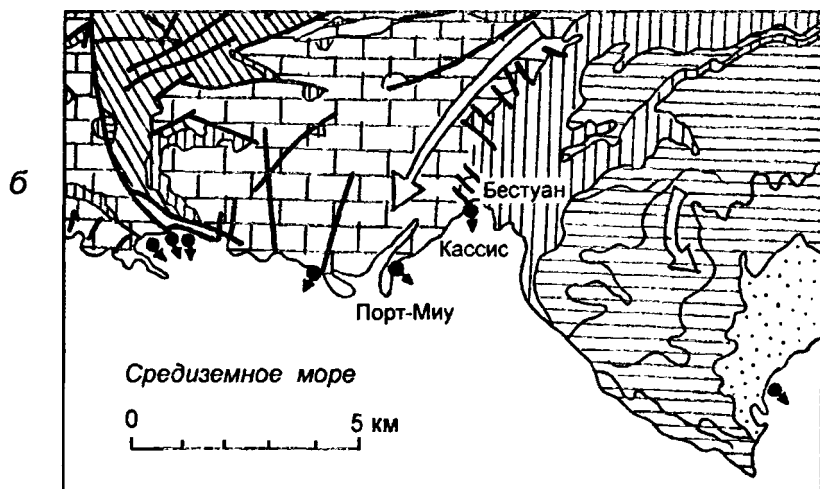 б
Бестуан
Кассис
Порт-Миу
Средиземное море
0 5 км